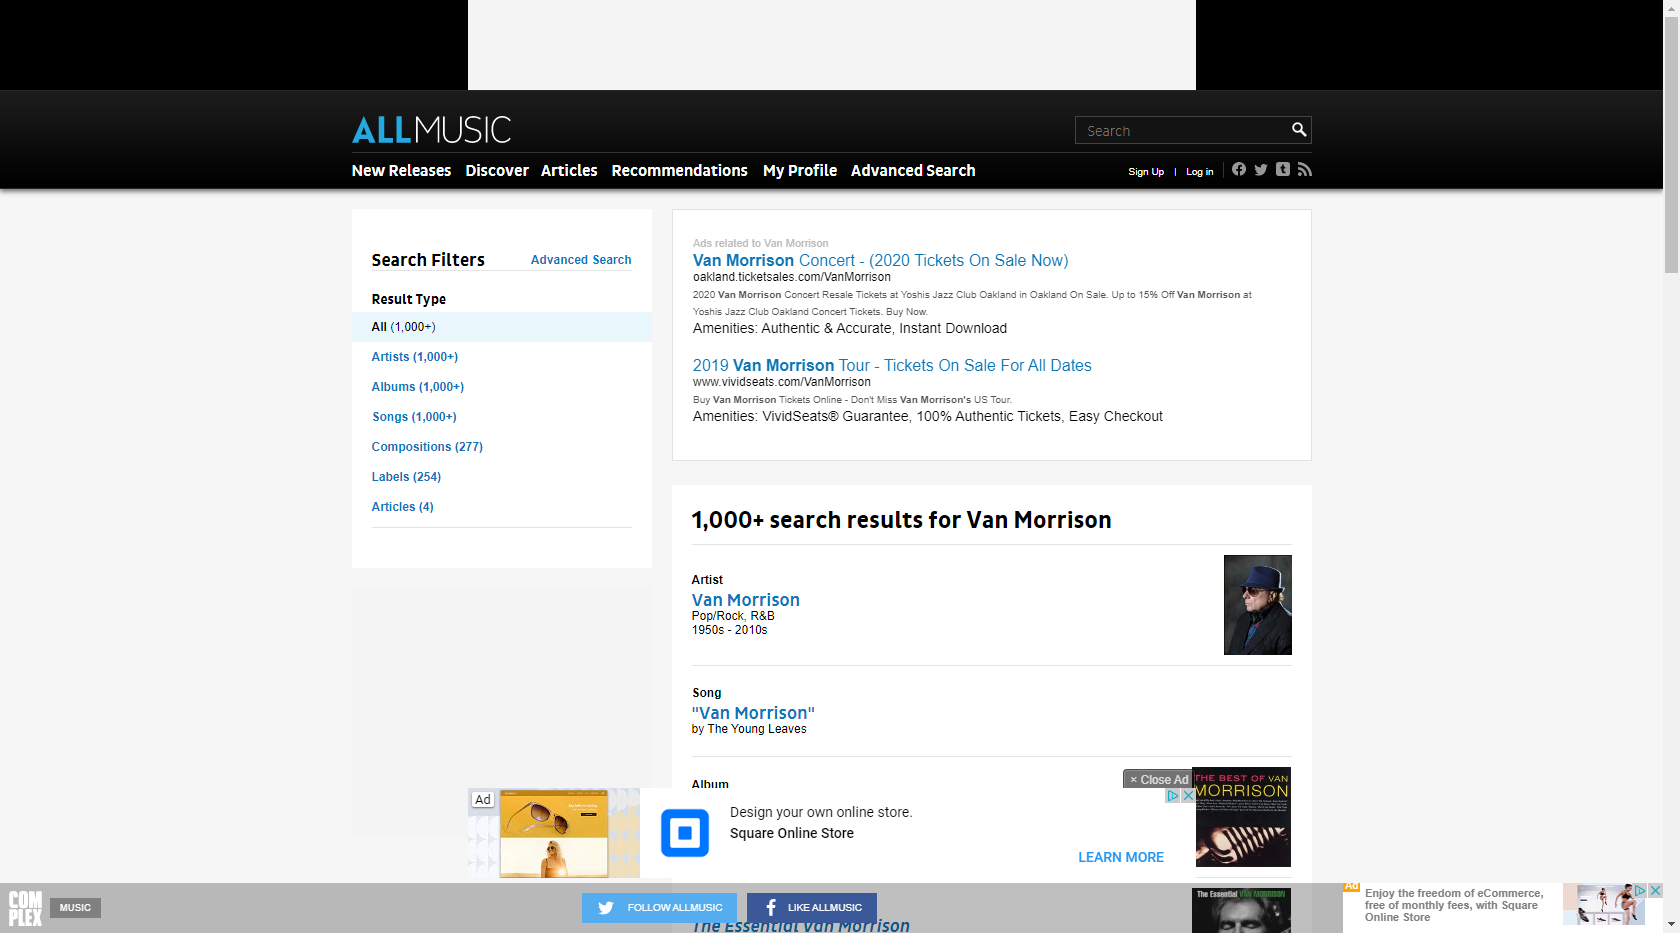 ALLMUSIC
Search
New Releases Discover Articles Recommendations My Profile Advanced Search
Sign Up | Log in
Search Filters
Advanced Search
Result Type
All (1,000+)
Artists (1,000+)
Albums (1,000+)
Songs (1,000+)
Compositions (277)
Labels (254)
Articles (4)
Ads related to Van Morrison
Van Morrison Concert - (2020 Tickets On Sale Now)
oakland.ticketsales.com/VanMorrison
2020 Van Morrison Concert Resale Tickets at Yoshis Jazz Club Oakland in Oakland On Sale. Up to 15% Off Van Morrison at
Yoshis Jazz Club Oakland Concert Tickets. Buy Now.
Amenities: Authentic & Accurate, Instant Download
2019 Van Morrison Tour - Tickets On Sale For All Dates
www.vividseats.com/VanMorrison
Buy Van Morrison Tickets Online - Don't Miss Van Morrison's US Tour.
Amenities: VividSeats® Guarantee, 100% Authentic Tickets, Easy Checkout
1,000+ search results for Van Morrison
Artist
Van Morrison
Pop/Rock, R&B
1950s - 2010s
Song
"Van Morrison"
by The Young Leaves
Album
× Close Ad
THE BEST OF VAN
MORRISON
Ad
Design your own online store.
Square Online Store
LEARN MORE
The Essential VAN MORRISON
COM
PLEX
MUSIC
FOLLOW ALLMUSIC
LIKE ALLMUSIC
The Essential Van Morrison
Ad
Enjoy the freedom of eCommerce,
free of monthly fees, with Square
Online Store